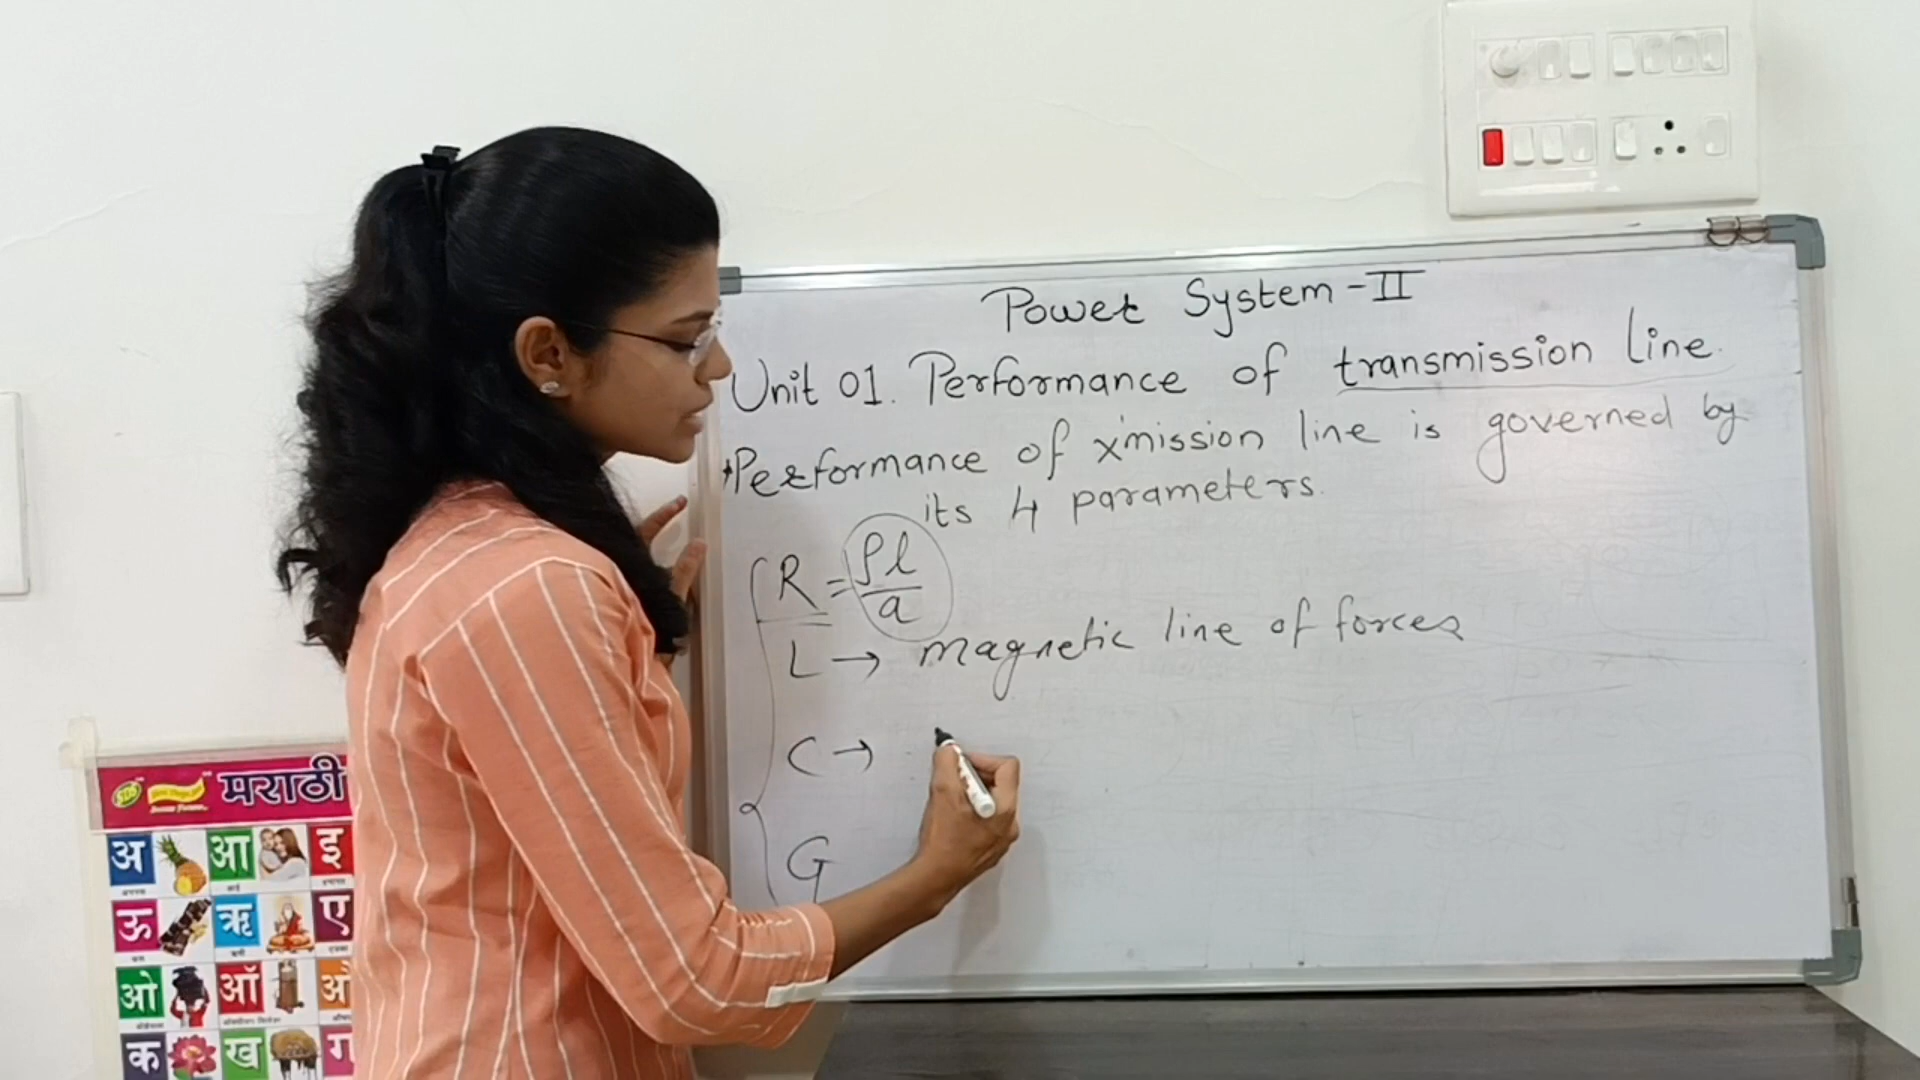 Power System - II
Unit 01. Performance of transmission line.
Performance of x'mission line is governed by
its 4 parameters.
R = ρl/a
L → magnetic line of forces
C →
G
मराठी
अ आ इ
ऊ ऋ ए
ओ ऑ औ
क ख ग